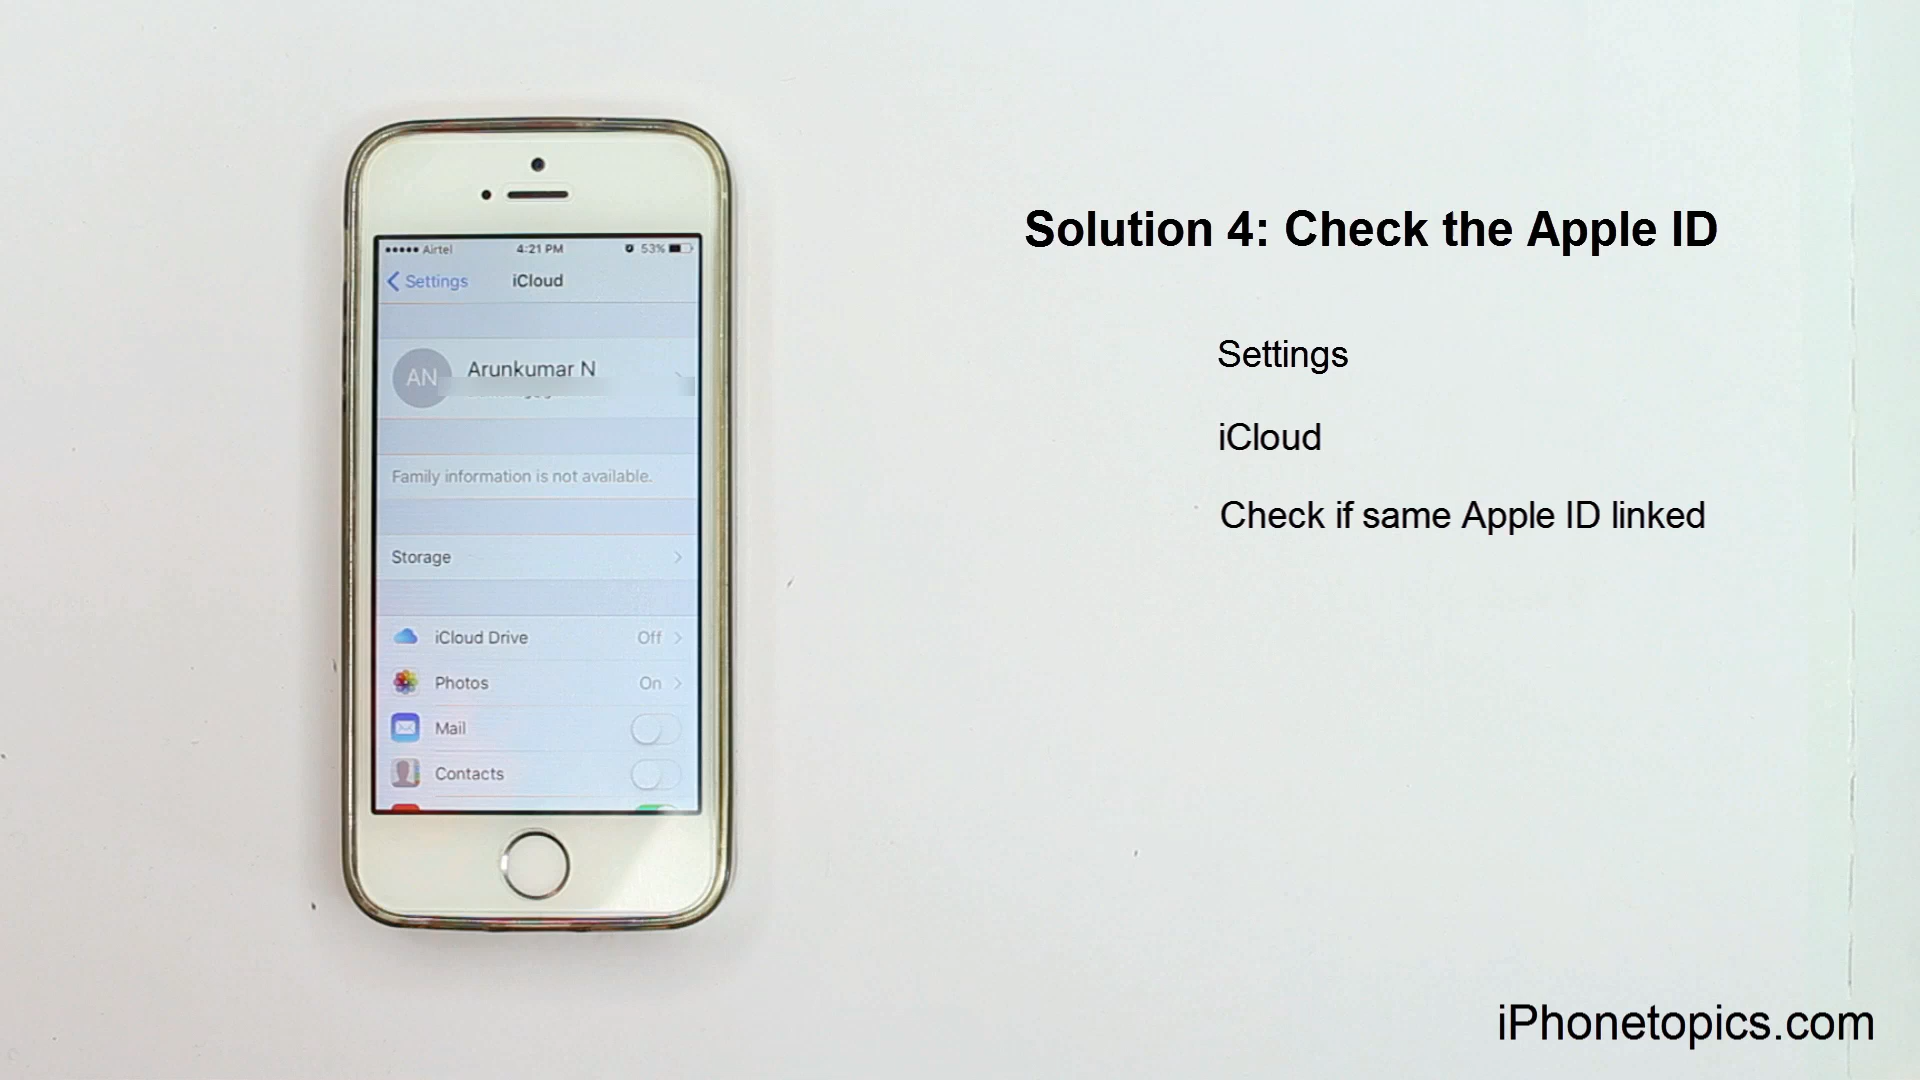 Solution 4: Check the Apple ID
Settings
iCloud
Check if same Apple ID linked
Airtel 4:21 PM 53%
Settings iCloud
AN Arunkumar N
Family information is not available.
Storage
iCloud Drive Off
Photos On
Mail
Contacts
iPhonetopics.com